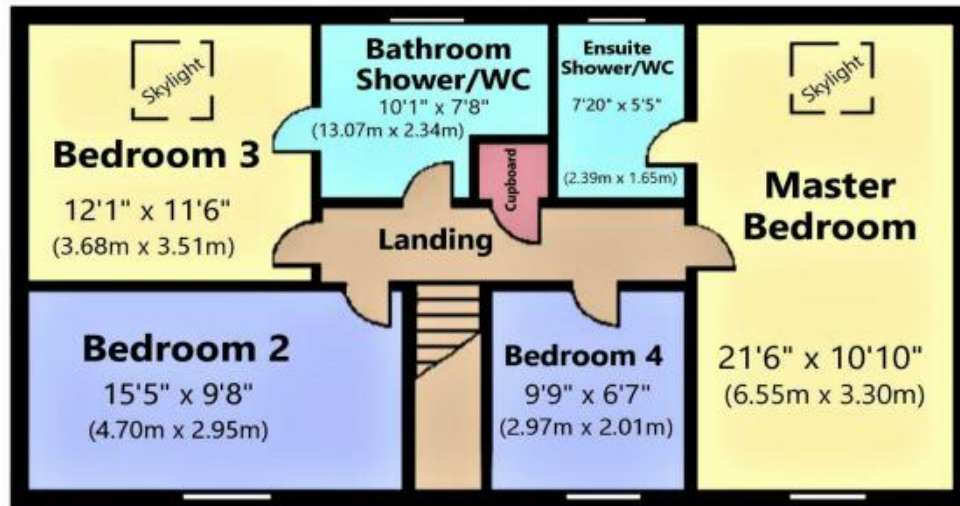 Skylight
Bedroom 3
12'1" x 11'6"
(3.68m x 3.51m)
Bathroom
Shower/WC
10'1" x 7'8"
(13.07m x 2.34m)
Cupboard
Ensuite
Shower/WC
7'20" x 5'5"
(2.39m x 1.65m)
Skylight
Master
Bedroom
21'6" x 10'10"
(6.55m x 3.30m)
Landing
Bedroom 2
15'5" x 9'8"
(4.70m x 2.95m)
Bedroom 4
9'9" x 6'7"
(2.97m x 2.01m)